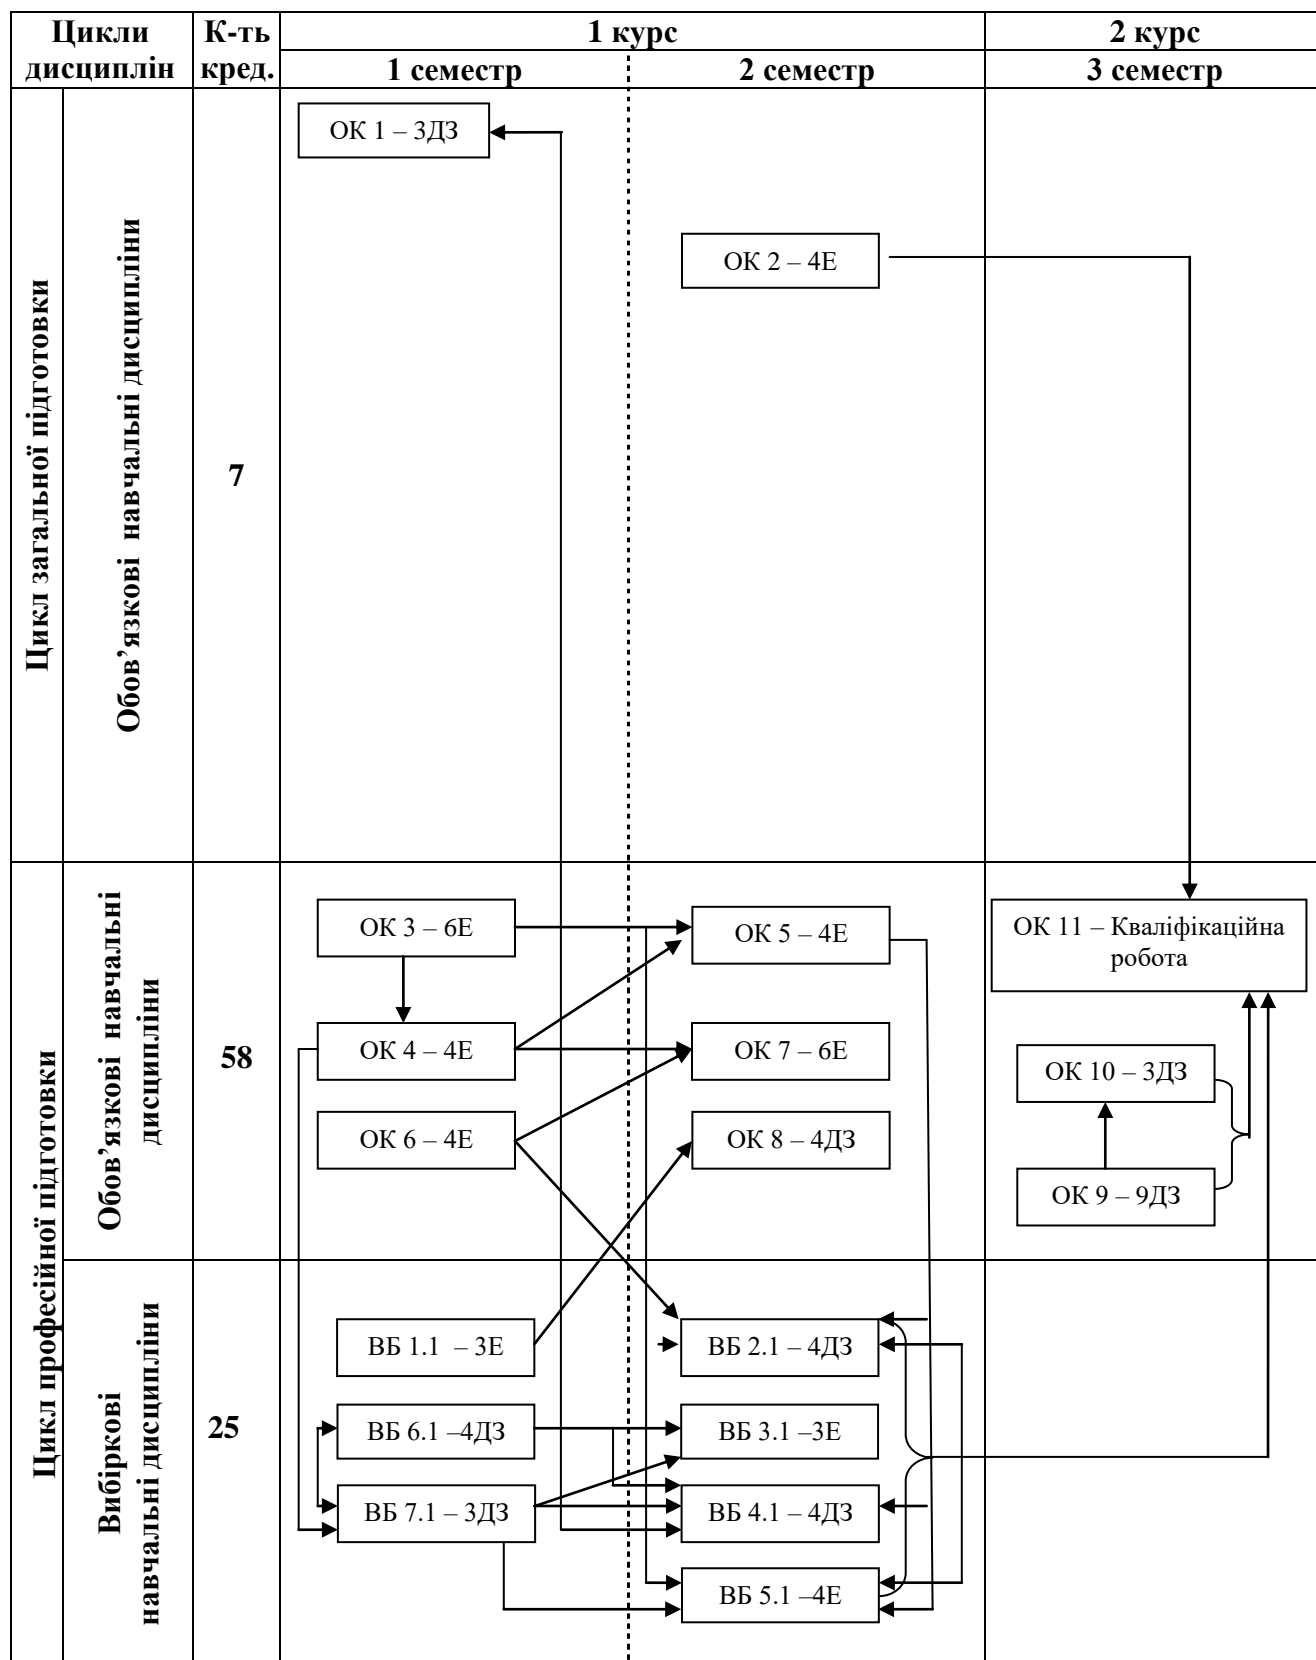 Цикли
дисциплін
К-ть
кред.
1 курс
2 курс
1 семестр
2 семестр
3 семестр
Цикл загальної підготовки
Обов’язкові навчальні дисципліни
7
ОК 1 – 3ДЗ
ОК 2 – 4Е
Цикл професійної підготовки
Обов’язкові навчальні
дисципліни
58
ОК 3 – 6Е
ОК 5 – 4Е
ОК 11 – Кваліфікаційна
робота
ОК 4 – 4Е
ОК 7 – 6Е
ОК 10 – 3ДЗ
ОК 6 – 4Е
ОК 8 – 4ДЗ
ОК 9 – 9ДЗ
Вибіркові
навчальні дисципліни
25
ВБ 1.1 – 3Е
ВБ 2.1 – 4ДЗ
ВБ 6.1 –4ДЗ
ВБ 3.1 –3Е
ВБ 7.1 – 3ДЗ
ВБ 4.1 – 4ДЗ
ВБ 5.1 –4Е